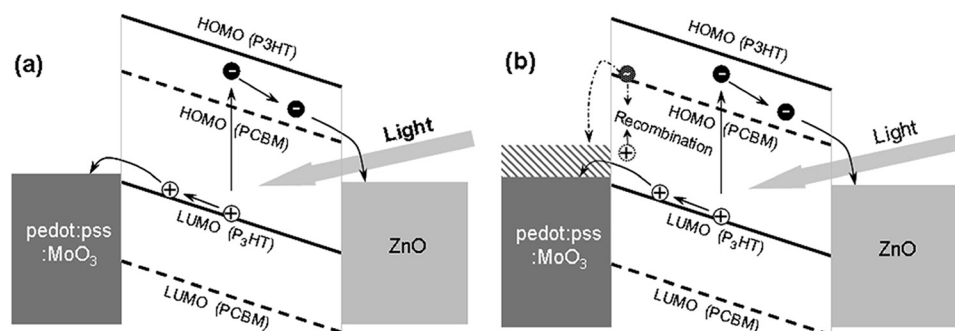 (a)
HOMO (P3HT)
HOMO (PCBM)
Light
LUMO (P₃HT)
pedot:pss
:MoO₃
ZnO
LUMO (PCBM)
(b)
HOMO (P3HT)
HOMO (PCBM)
Recombination
Light
LUMO (P₃HT)
pedot:pss
:MoO₃
ZnO
LUMO (PCBM)